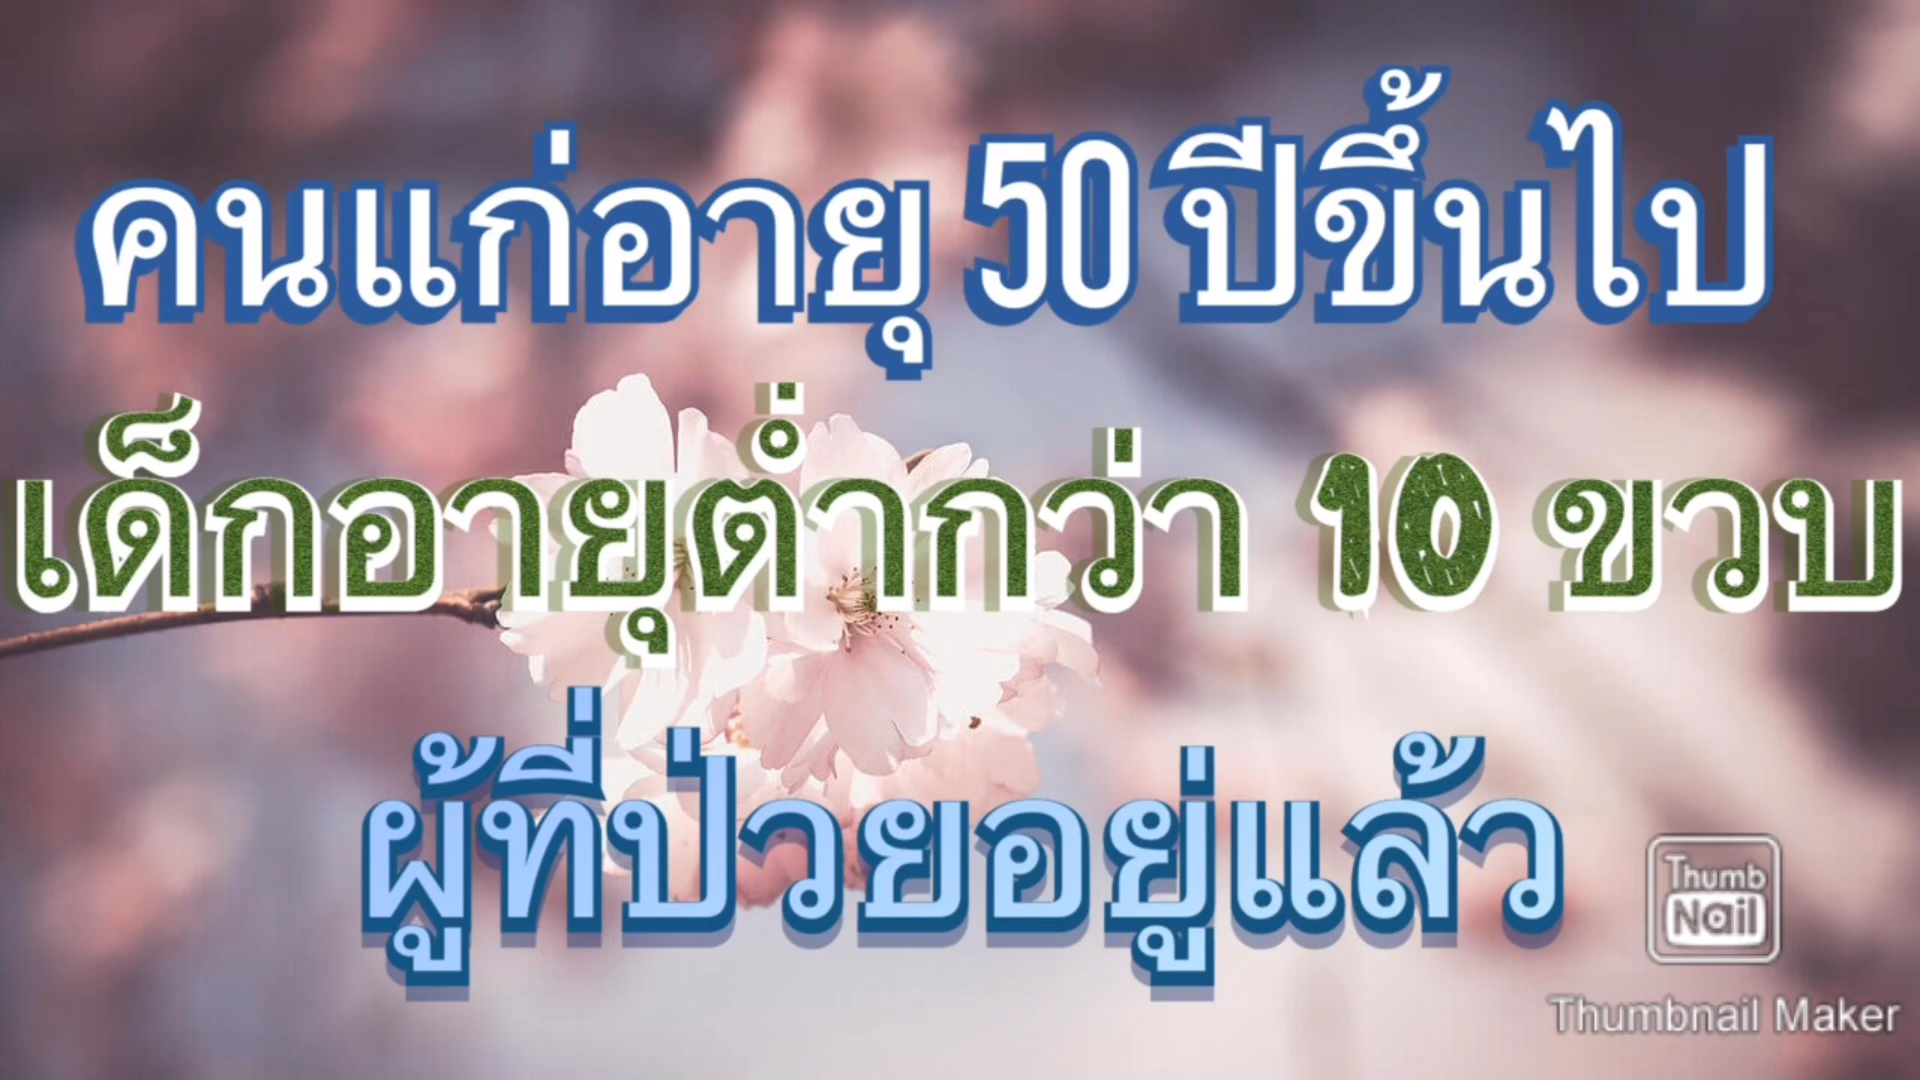 คนแก่อายุ 50 ปีขึ้นไป
เด็กอายุต่ำกว่า 10 ขวบ
ผู้ที่ป่วยอยู่แล้ว
Thumb
Nail
Thumbnail Maker